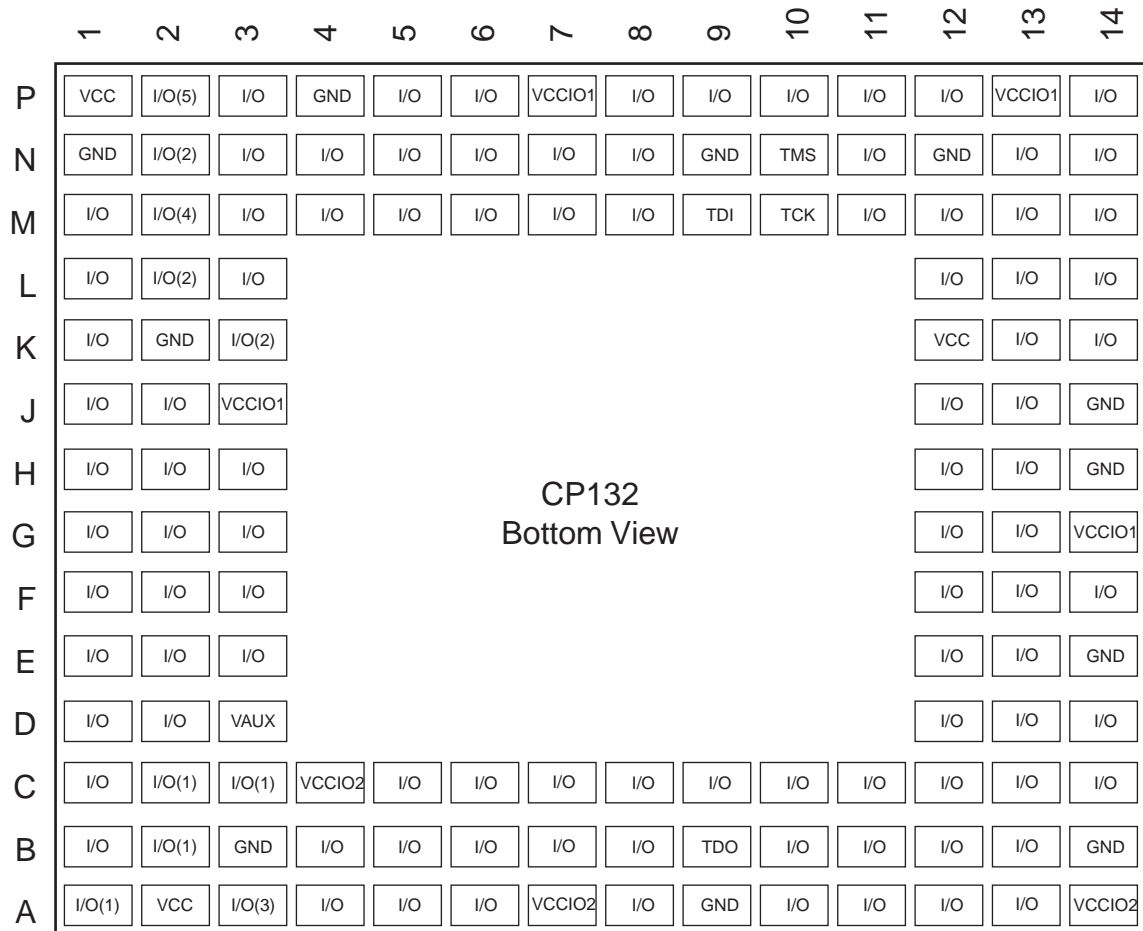 1 2 3 4 5 6 7 8 9 10 11 12 13 14
P VCC I/O(5) I/O GND I/O I/O VCCIO1 I/O I/O I/O I/O I/O VCCIO1 I/O
N GND I/O(2) I/O I/O I/O I/O I/O I/O GND TMS I/O GND I/O I/O
M I/O I/O(4) I/O I/O I/O I/O I/O I/O TDI TCK I/O I/O I/O I/O
L I/O I/O(2) I/O I/O I/O I/O
K I/O GND I/O(2) VCC I/O I/O
J I/O I/O VCCIO1 I/O I/O GND
H I/O I/O I/O I/O I/O GND
CP132
Bottom View
G I/O I/O I/O I/O I/O VCCIO1
F I/O I/O I/O I/O I/O I/O
E I/O I/O I/O I/O I/O GND
D I/O I/O VAUX I/O I/O I/O
C I/O I/O(1) I/O(1) VCCIO2 I/O I/O I/O I/O I/O I/O I/O I/O I/O I/O
B I/O I/O(1) GND I/O I/O I/O I/O I/O TDO I/O I/O I/O I/O GND
A I/O(1) VCC I/O(3) I/O I/O I/O VCCIO2 I/O GND I/O I/O I/O I/O VCCIO2